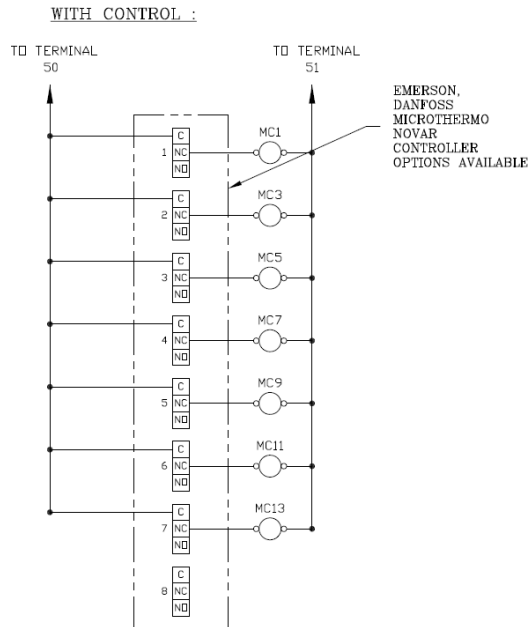 WITH CONTROL :
TO TERMINAL
50
TO TERMINAL
51
EMERSON,
DANFOSS
MICROTHERMO
NOVAR
CONTROLLER
OPTIONS AVAILABLE
C
1 NC
NO
MC1
C
2 NC
NO
MC3
C
3 NC
NO
MC5
C
4 NC
NO
MC7
C
5 NC
NO
MC9
C
6 NC
NO
MC11
C
7 NC
NO
MC13
C
8 NC
NO